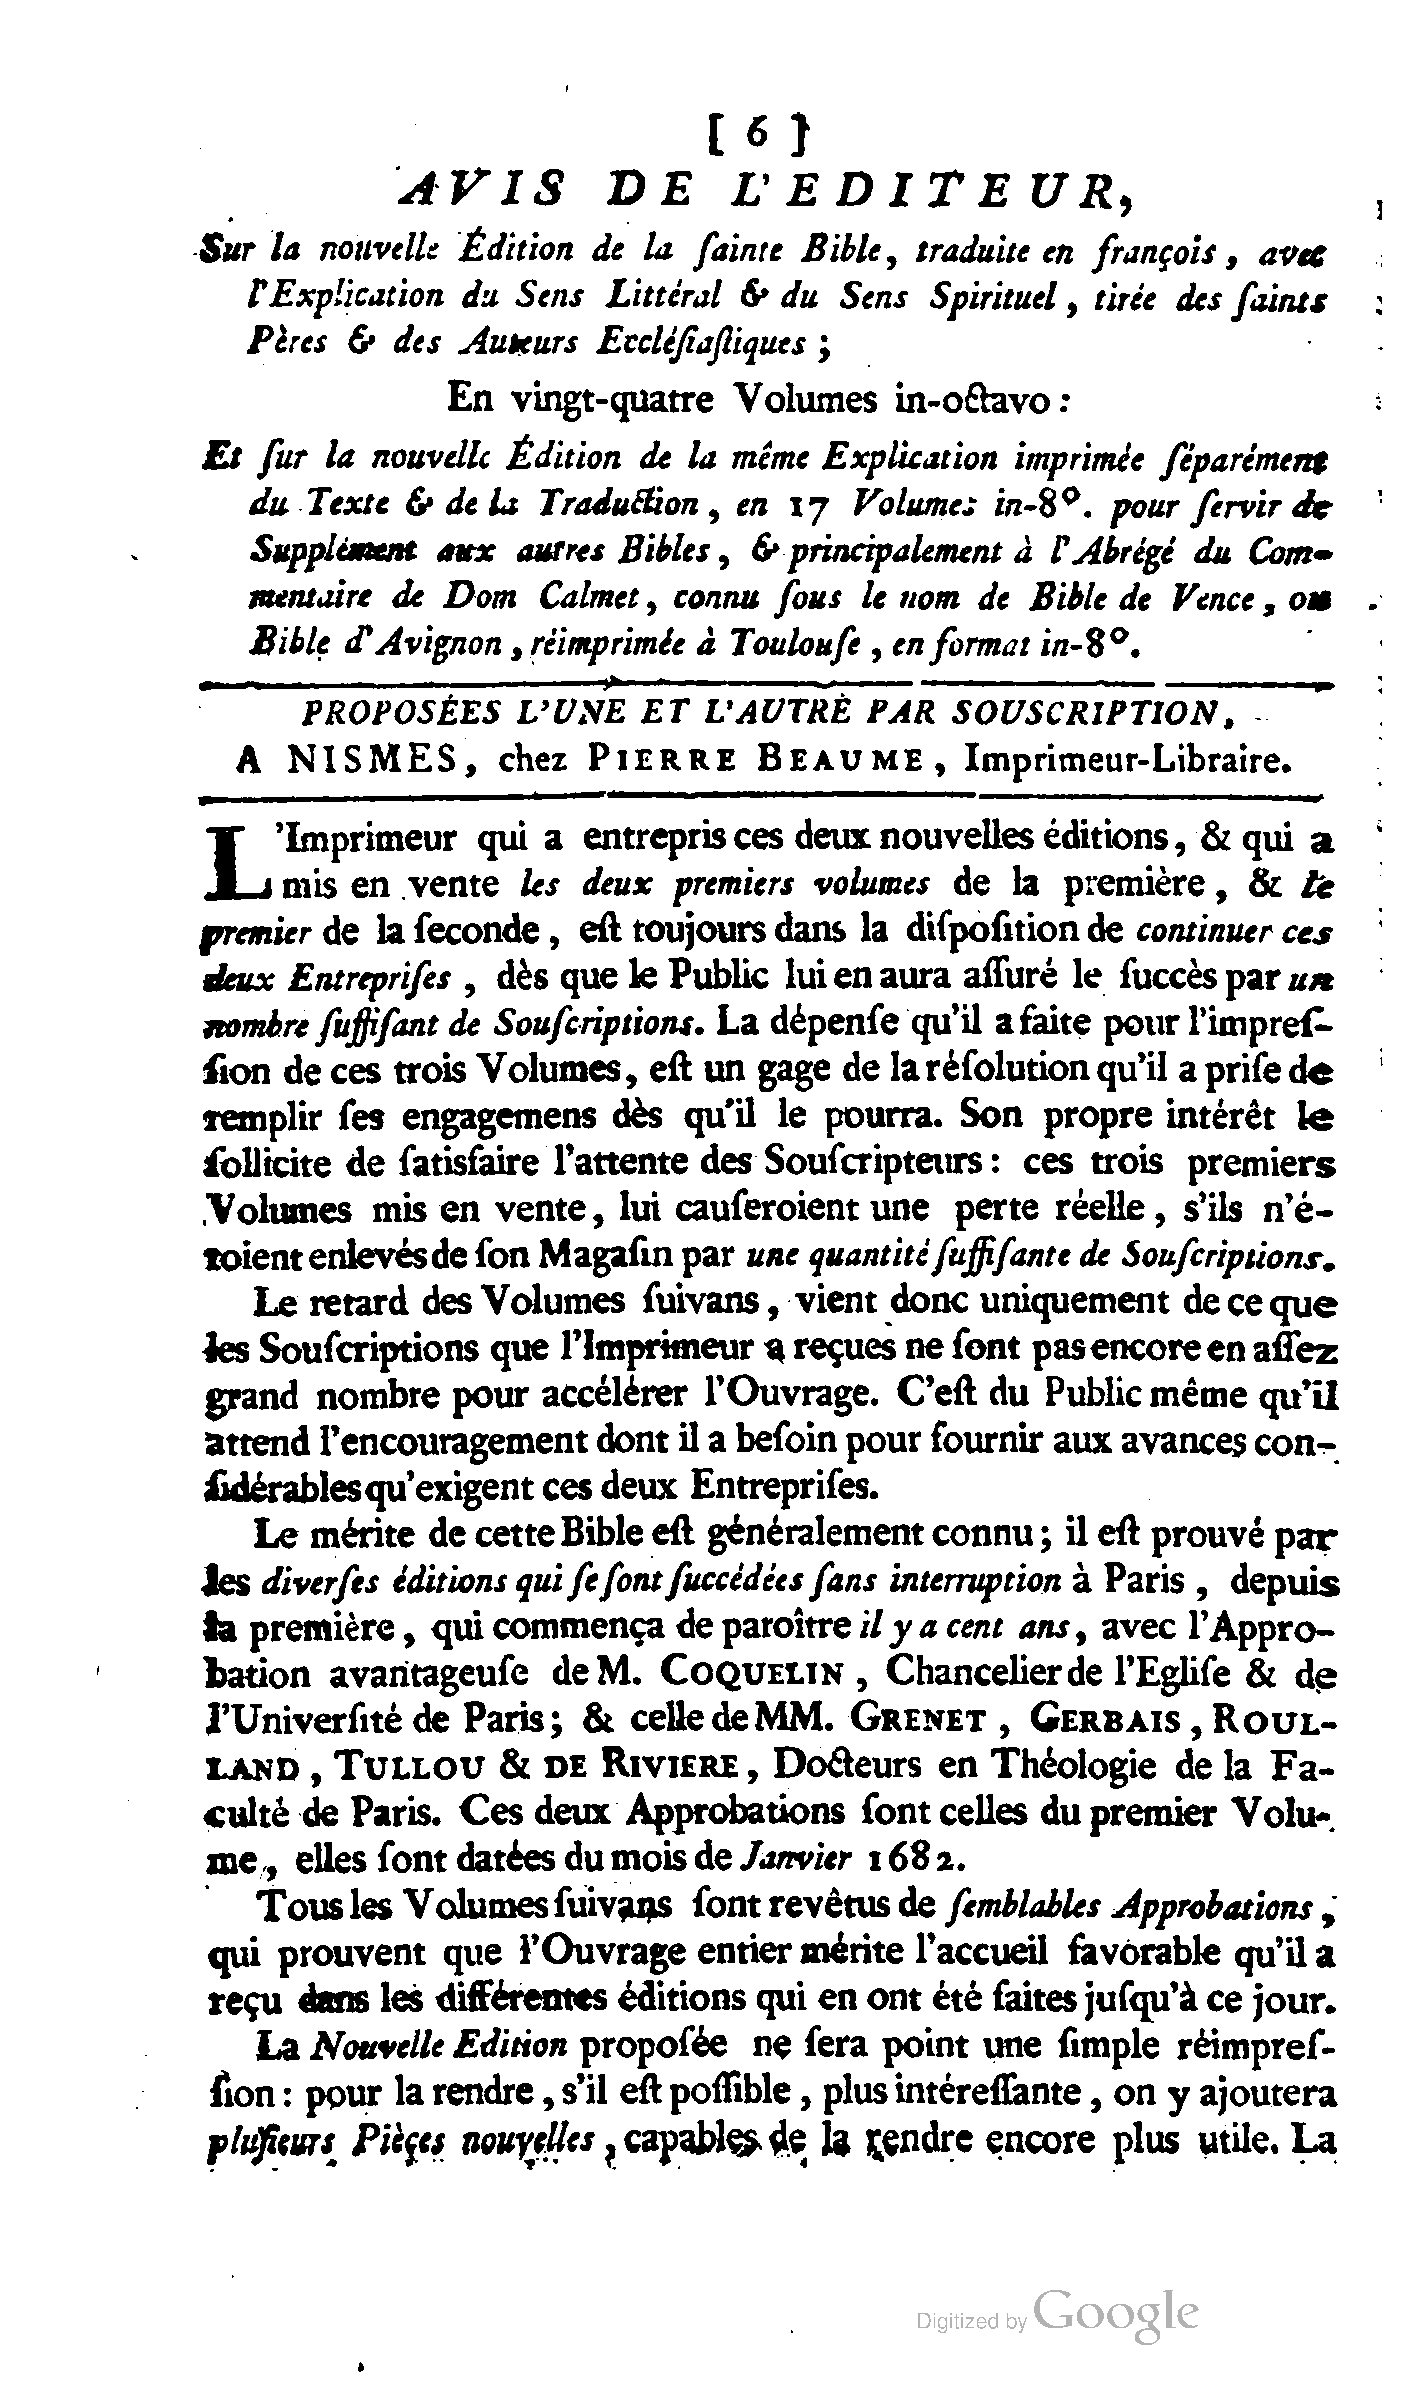 [ 6 ]
AVIS DE L'EDITEUR,
Sur la nouvelle Édition de la ſainte Bible, traduite en françois, avec
l'Explication du Sens Littéral & du Sens Spirituel, tirée des ſaints
Pères & des Auteurs Eccléſiaſtiques ;
En vingt-quatre Volumes in-octavo :
Et ſur la nouvelle Édition de la même Explication imprimée ſéparément
du Texte & de la Traduction, en 17 Volumes in-8°. pour ſervir de
Supplément aux autres Bibles, & principalement à l'Abrégé du Com-
mentaire de Dom Calmet, connu ſous le nom de Bible de Vence, ou
Bible d'Avignon, réimprimée à Toulouſe, en format in-8°.
PROPOSÉES L'UNE ET L'AUTRE PAR SOUSCRIPTION,
A NISMES, chez PIERRE BEAUME, Imprimeur-Libraire.
L'Imprimeur qui a entrepris ces deux nouvelles éditions, & qui a
mis en vente les deux premiers volumes de la première, & le
premier de la ſeconde, eſt toujours dans la diſpoſition de continuer ces
deux Entrepriſes, dès que le Public lui en aura aſſuré le ſuccès par un
nombre ſuffiſant de Souſcriptions. La dépenſe qu'il a faite pour l'impreſ-
ſion de ces trois Volumes, eſt un gage de la réſolution qu'il a priſe de
remplir ſes engagemens dès qu'il le pourra. Son propre intérêt le
ſollicite de ſatisfaire l'attente des Souſcripteurs : ces trois premiers
Volumes mis en vente, lui cauſeroient une perte réelle, s'ils n'é-
toient enlevés de ſon Magaſin par une quantité ſuffiſante de Souſcriptions.
Le retard des Volumes ſuivans, vient donc uniquement de ce que
les Souſcriptions que l'Imprimeur a reçues ne ſont pas encore en aſſez
grand nombre pour accélérer l'Ouvrage. C'eſt du Public même qu'il
attend l'encouragement dont il a beſoin pour fournir aux avances con-
ſidérables qu'exigent ces deux Entrepriſes.
Le mérite de cette Bible eſt généralement connu ; il eſt prouvé par
les diverſes éditions qui ſe ſont ſuccédées ſans interruption à Paris, depuis
la première, qui commença de paroître il y a cent ans, avec l'Appro-
bation avantageuſe de M. COQUELIN, Chancelier de l'Egliſe & de
l'Univerſité de Paris ; & celle de MM. GRENET, GERBAIS, ROUL-
LAND, TULLOU & DE RIVIERE, Docteurs en Théologie de la Fa-
culté de Paris. Ces deux Approbations ſont celles du premier Volu-
me, elles ſont datées du mois de Janvier 1682.
Tous les Volumes ſuivans ſont revêtus de ſemblables Approbations,
qui prouvent que l'Ouvrage entier mérite l'accueil favorable qu'il a
reçu dans les différentes éditions qui en ont été faites juſqu'à ce jour.
La Nouvelle Edition propoſée ne ſera point une ſimple réimpreſ-
ſion : pour la rendre, s'il eſt poſſible, plus intéreſſante, on y ajoutera
pluſieurs Pièces nouvelles, capables de la rendre encore plus utile. La
Digitized by Google